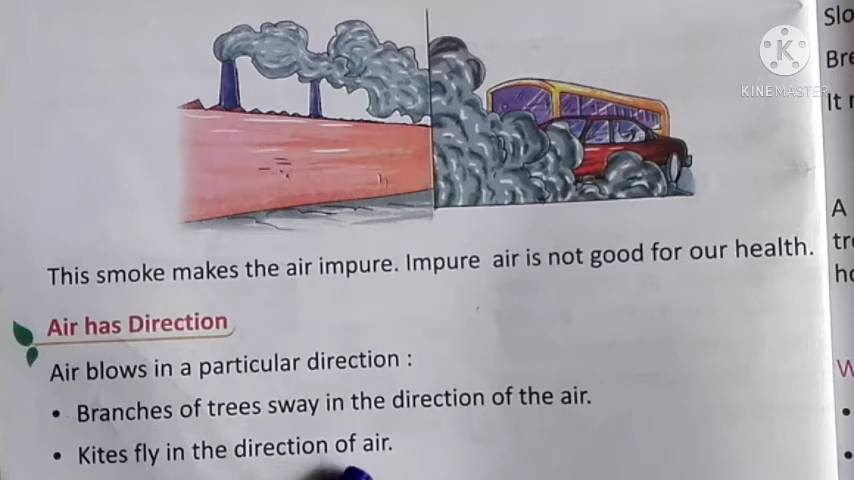 This smoke makes the air impure. Impure air is not good for our health.
Air has Direction
Air blows in a particular direction :
• Branches of trees sway in the direction of the air.
• Kites fly in the direction of air.
K
KINEMASTER
It
A